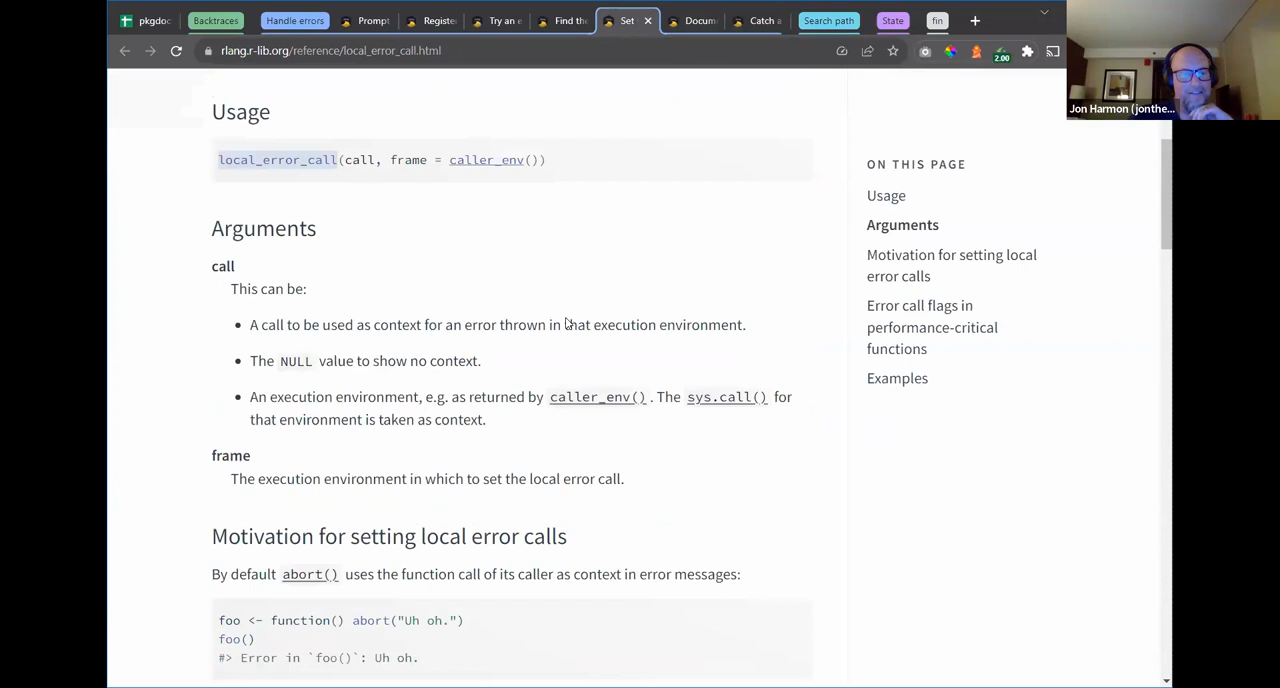 pkgdoc Backtraces Handle errors Prompt Registe Try an e Find the Set Docum Catch a Search path State fin
rlang.r-lib.org/reference/local_error_call.html
2.00
Jon Harmon (jonthe...
Usage
local_error_call(call, frame = caller_env())
Arguments
call
This can be:
• A call to be used as context for an error thrown in that execution environment.
• The NULL value to show no context.
• An execution environment, e.g. as returned by caller_env(). The sys.call() for
that environment is taken as context.
frame
The execution environment in which to set the local error call.
Motivation for setting local error calls
By default abort() uses the function call of its caller as context in error messages:
foo <- function() abort("Uh oh.")
foo()
#> Error in `foo()`: Uh oh.
ON THIS PAGE
Usage
Arguments
Motivation for setting local
error calls
Error call flags in
performance-critical
functions
Examples